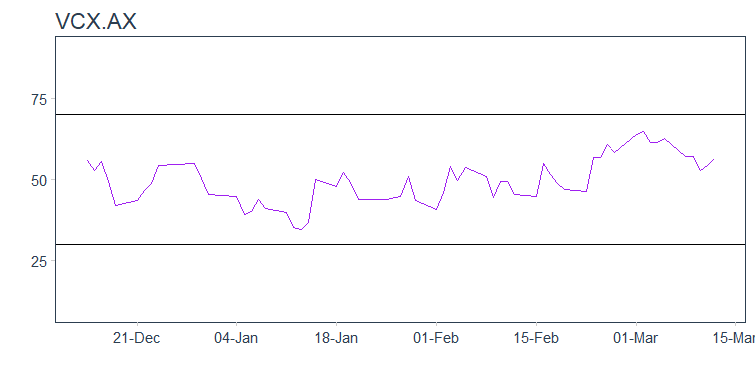 VCX.AX
75
50
25
21-Dec
04-Jan
18-Jan
01-Feb
15-Feb
01-Mar
15-Mar